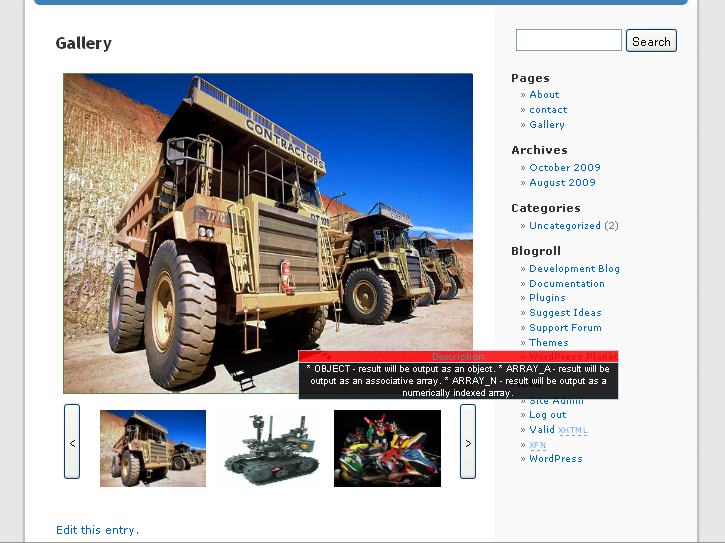 Gallery
CONTRACTORS
Search
Pages
» About
» contact
» Gallery
Archives
» October 2009
» August 2009
Categories
» Uncategorized (2)
Blogroll
» Development Blog
» Documentation
» Plugins
» Suggest Ideas
» Support Forum
» Themes
» WordPress Planet
Description
* OBJECT - result will be output as an object. * ARRAY_A - result will be
output as an associative array. * ARRAY_N - result will be output as a
numerically indexed array.
» Site Admin
» Log out
» Valid XHTML
» XFN
» WordPress
<
>
Edit this entry.